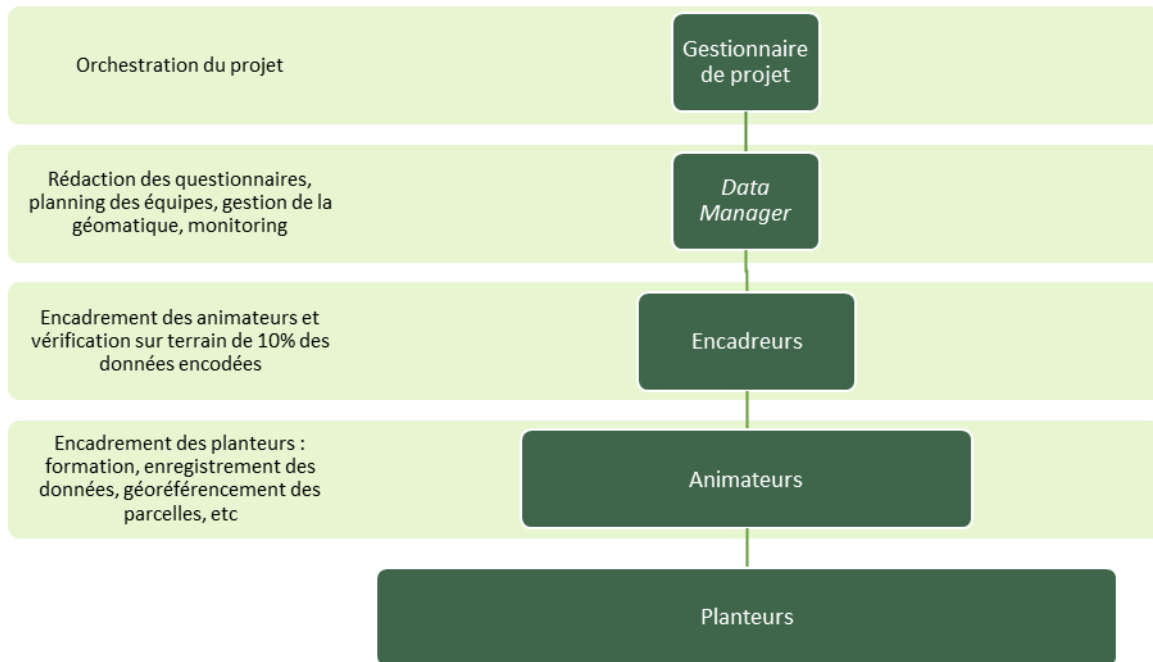 Orchestration du projet
Gestionnaire
de projet
Rédaction des questionnaires,
planning des équipes, gestion de la
géomatique, monitoring
Data
Manager
Encadrement des animateurs et
vérification sur terrain de 10% des
données encodées
Encadreurs
Encadrement des planteurs :
formation, enregistrement des
données, géoréférencement des
parcelles, etc
Animateurs
Planteurs